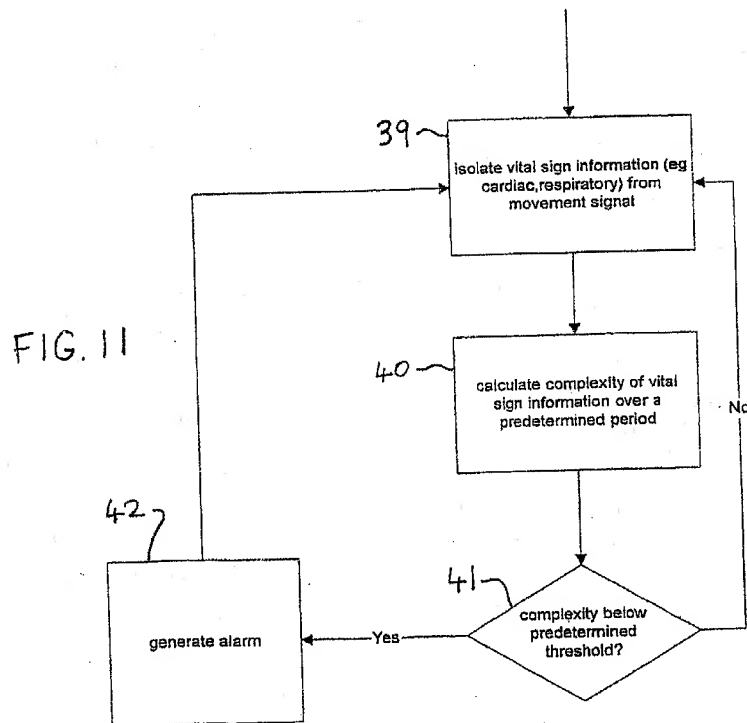 39
isolate vital sign information (eg
cardiac,respiratory) from
movement signal
FIG. 11
40
calculate complexity of vital
sign information over a
predetermined period
No
42
41
complexity below
predetermined
threshold?
Yes
generate alarm